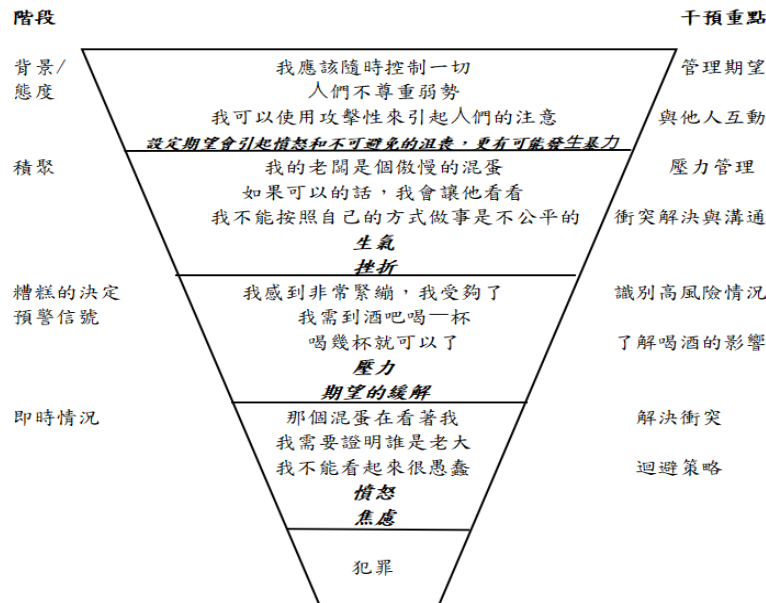 階段 干預重點
背景/ 我應該隨時控制一切 管理期望
態度 人們不尊重弱勢
我可以使用攻擊性來引起人們的注意 與他人互動
設定期望會引起憤怒和不可避免的沮喪，更有可能發生暴力
積聚 我的老闆是個傲慢的混蛋 壓力管理
如果可以的話，我會讓他看看
我不能按照自己的方式做事是不公平的 衝突解決與溝通
生氣
挫折
糟糕的決定 我感到非常緊繃，我受夠了 識別高風險情況
預警信號 我需到酒吧喝一杯
喝幾杯就可以了 了解喝酒的影響
壓力
期望的緩解
即時情況 那個混蛋在看著我 解決衝突
我需要證明誰是老大
我不能看起來很愚蠢 迴避策略
憤怒
焦慮
犯罪